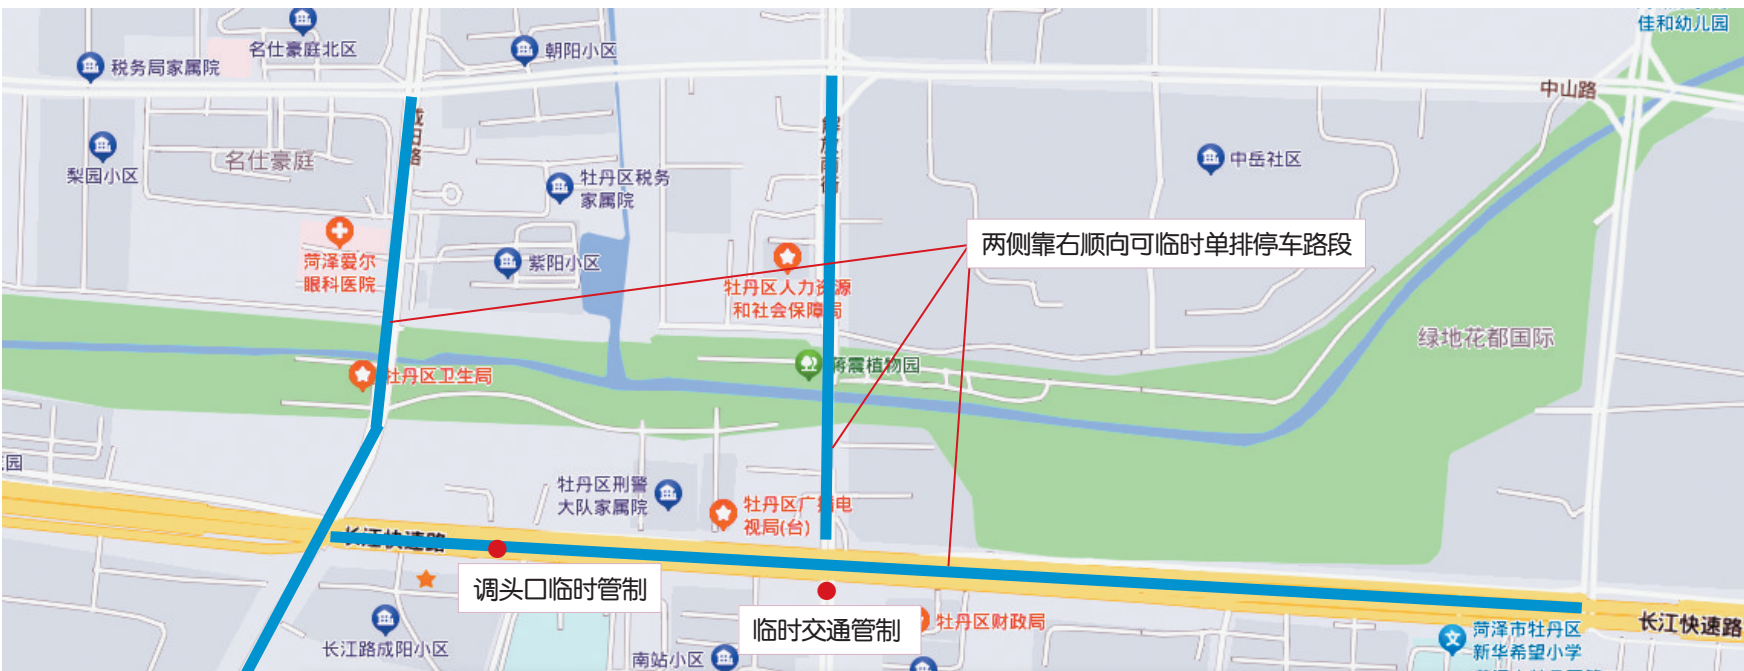 佳和幼儿园
名仕豪庭北区
朝阳小区
税务局家属院
中山路
中岳社区
名仕豪庭
梨园小区
牡丹区税务
家属院
两侧靠右顺向可临时单排停车路段
菏泽爱尔
眼科医院
紫阳小区
牡丹区人力资源
和社会保障局
绿地花都国际
牡丹区卫生局
蒋震植物园
园
牡丹区刑警
大队家属院
牡丹区广播电
视局(台)
长江快速路
调头口临时管制
临时交通管制
牡丹区财政局
长江路成阳小区
南站小区
菏泽市牡丹区
新华希望小学
长江快速路